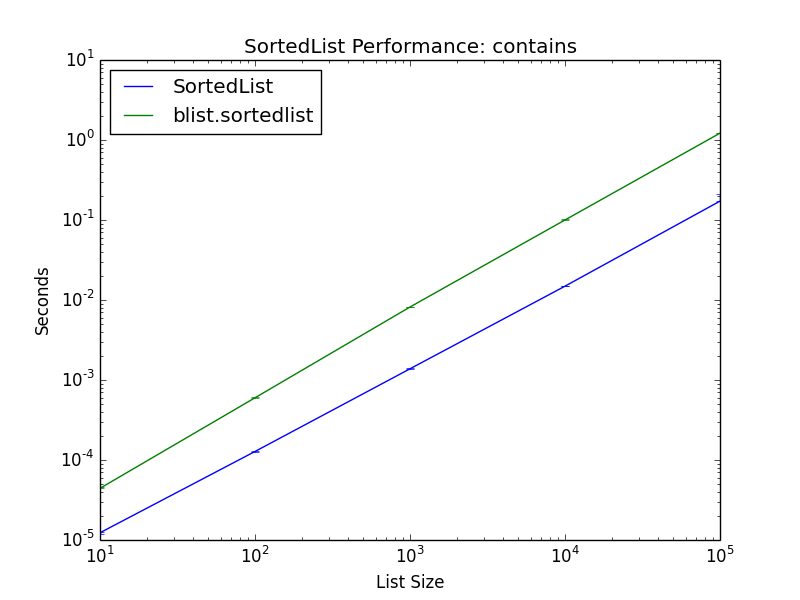 SortedList Performance: contains
SortedList
blist.sortedlist
10^1
10^0
10^-1
10^-2
10^-3
10^-4
10^-5
Seconds
10^1 10^2 10^3 10^4 10^5
List Size